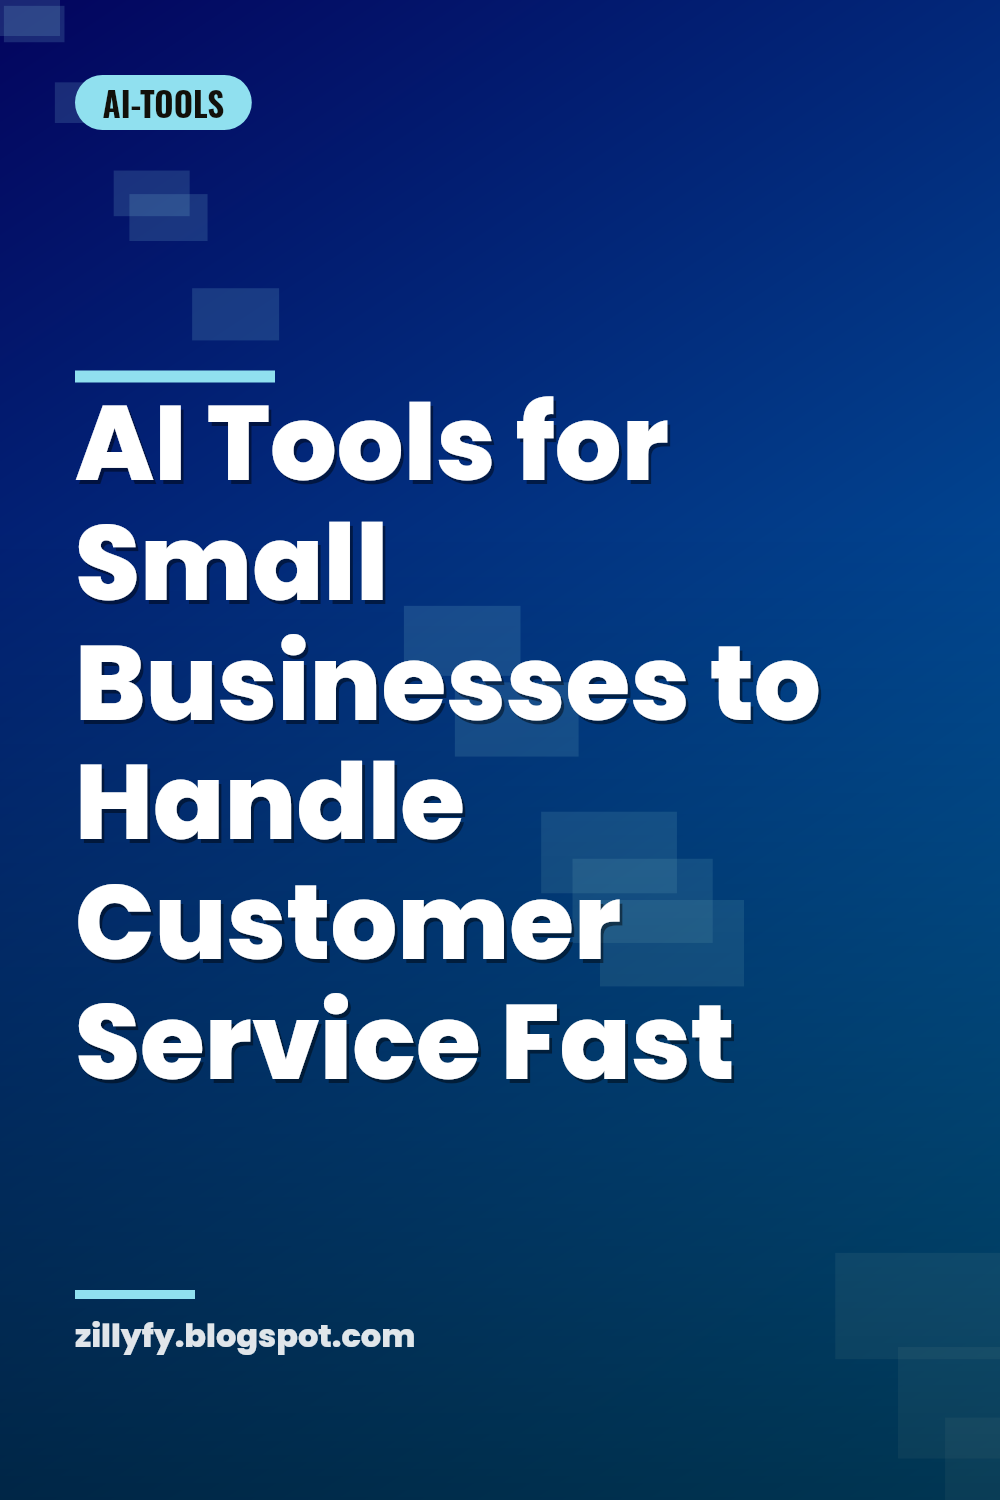 AI-TOOLS
AI Tools for
Small
Businesses to
Handle
Customer
Service Fast
zillyfy.blogspot.com